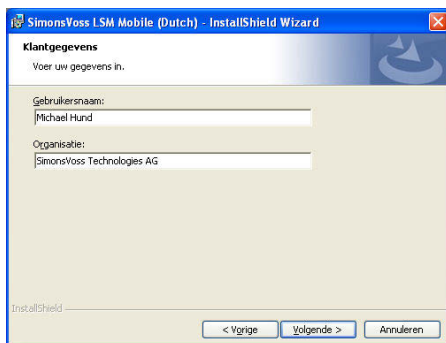 SimonsVoss LSM Mobile (Dutch) - InstallShield Wizard
Klantgegevens
Voer uw gegevens in.
Gebruikersnaam:
Michael Hund
Organisatie:
SimonsVoss Technologies AG
InstallShield
< Vorige
Volgende >
Annuleren